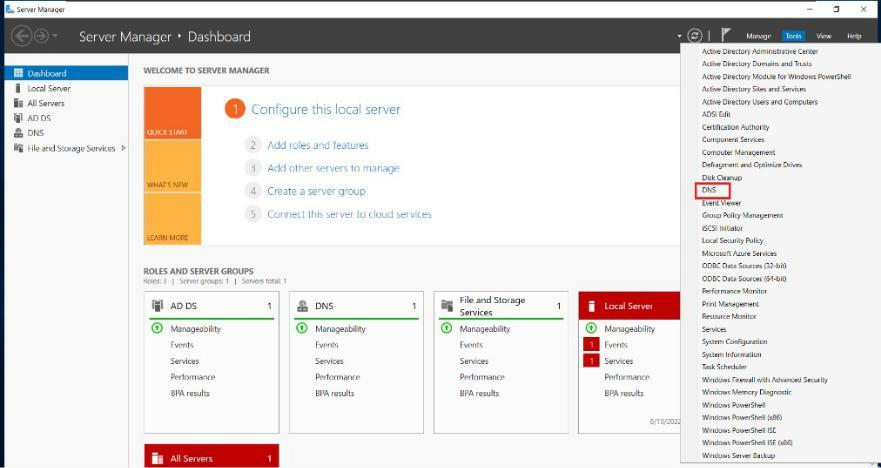 Server Manager
Server Manager • Dashboard
Manage Tools View Help
Dashboard
Local Server
All Servers
AD DS
DNS
File and Storage Services
WELCOME TO SERVER MANAGER
QUICK START
WHAT'S NEW
LEARN MORE
1 Configure this local server
2 Add roles and features
3 Add other servers to manage
4 Create a server group
5 Connect this server to cloud services
ROLES AND SERVER GROUPS
Roles: 3 | Server groups: 1 | Servers total: 1
AD DS 1
Manageability
Events
Services
Performance
BPA results
DNS 1
Manageability
Events
Services
Performance
BPA results
File and Storage
Services 1
Manageability
Events
Services
Performance
BPA results
Local Server
Manageability
1 Events
1 Services
Performance
BPA results
8/10/2022
All Servers 1
Active Directory Administrative Center
Active Directory Domains and Trusts
Active Directory Module for Windows PowerShell
Active Directory Sites and Services
Active Directory Users and Computers
ADSI Edit
Certification Authority
Component Services
Computer Management
Defragment and Optimize Drives
Disk Cleanup
DNS
Event Viewer
Group Policy Management
iSCSI Initiator
Local Security Policy
Microsoft Azure Services
ODBC Data Sources (32-bit)
ODBC Data Sources (64-bit)
Performance Monitor
Print Management
Resource Monitor
Services
System Configuration
System Information
Task Scheduler
Windows Firewall with Advanced Security
Windows Memory Diagnostic
Windows PowerShell
Windows PowerShell (x86)
Windows PowerShell ISE
Windows PowerShell ISE (x86)
Windows Server Backup